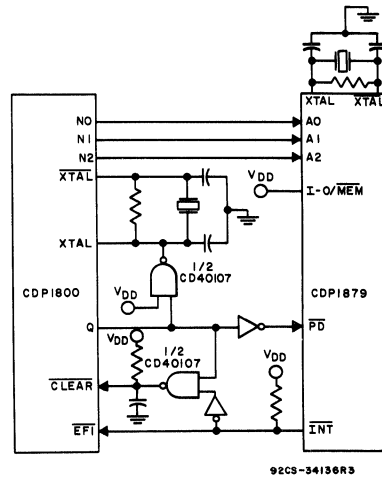 XTAL XTAL
N0 A0
N1 A1
N2 A2
XTAL
VDD
I-O/MEM
XTAL
1/2
CD40107
CDP1800
VDD
CDP1879
Q
VDD
1/2
CD40107
PD
VDD
CLEAR
EF1
INT
92CS-34136R3